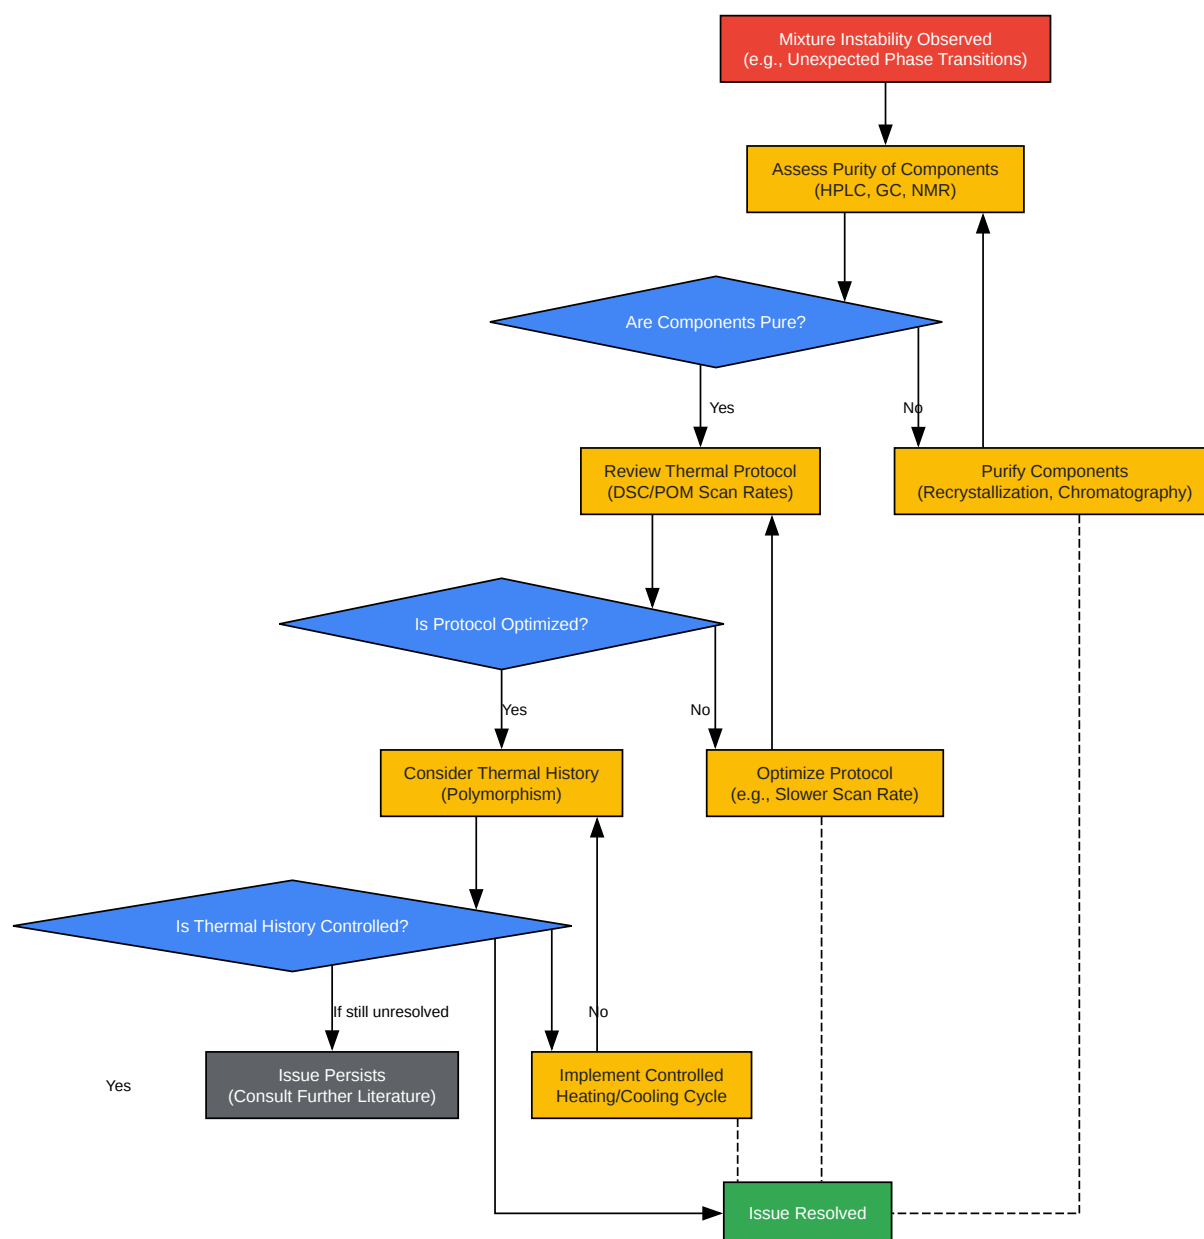 Mixture Instability Observed
(e.g., Unexpected Phase Transitions)
Assess Purity of Components
(HPLC, GC, NMR)
Are Components Pure?
Yes
No
Review Thermal Protocol
(DSC/POM Scan Rates)
Purify Components
(Recrystallization, Chromatography)
Is Protocol Optimized?
Yes
No
Consider Thermal History
(Polymorphism)
Optimize Protocol
(e.g., Slower Scan Rate)
Is Thermal History Controlled?
If still unresolved
No
Issue Persists
(Consult Further Literature)
Implement Controlled
Heating/Cooling Cycle
Yes
Issue Resolved